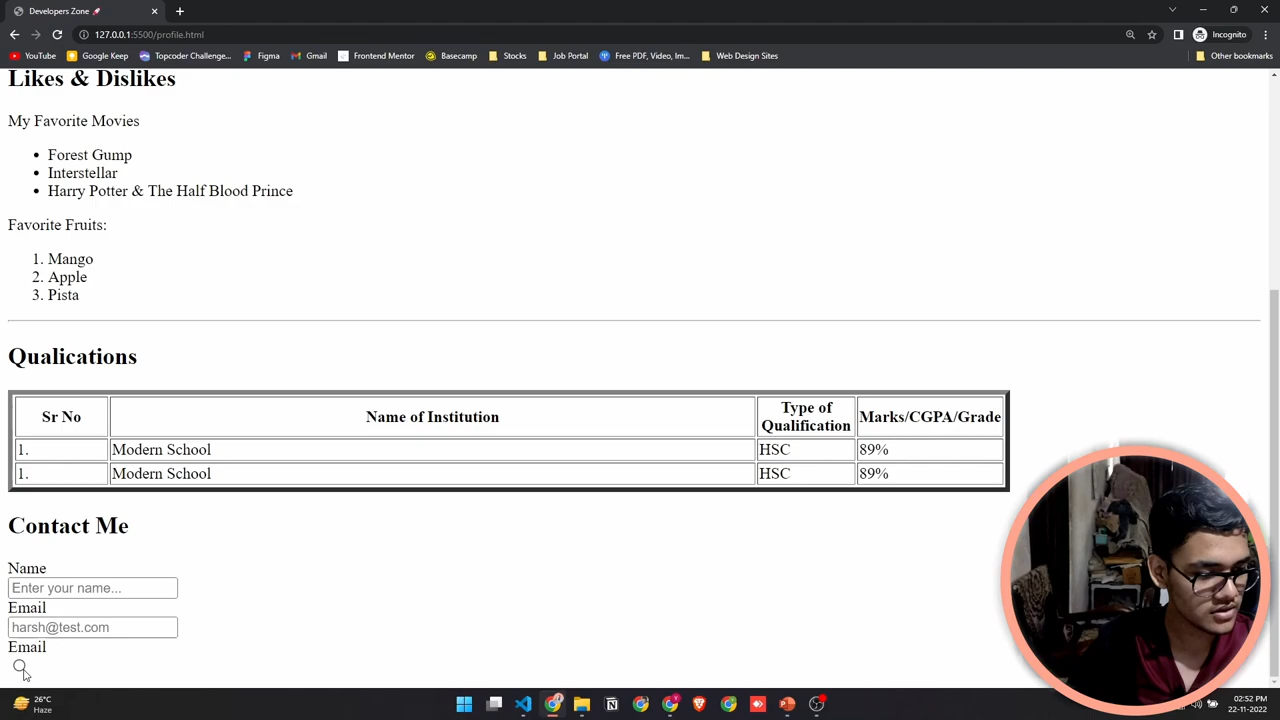 Developers Zone 🚀
127.0.0.1:5500/profile.html
Incognito
YouTube
Google Keep
Topcoder Challenge...
Figma
Gmail
Frontend Mentor
Basecamp
Stocks
Job Portal
Free PDF, Video, Im...
Web Design Sites
Other bookmarks
Likes & Dislikes
My Favorite Movies
• Forest Gump
• Interstellar
• Harry Potter & The Half Blood Prince
Favorite Fruits:
1. Mango
2. Apple
3. Pista
Qualications
Sr No Name of Institution Type of Qualification Marks/CGPA/Grade
1. Modern School HSC 89%
1. Modern School HSC 89%
Contact Me
Name
Enter your name...
Email
harsh@test.com
Email
26°C
Haze
02:52 PM
22-11-2022